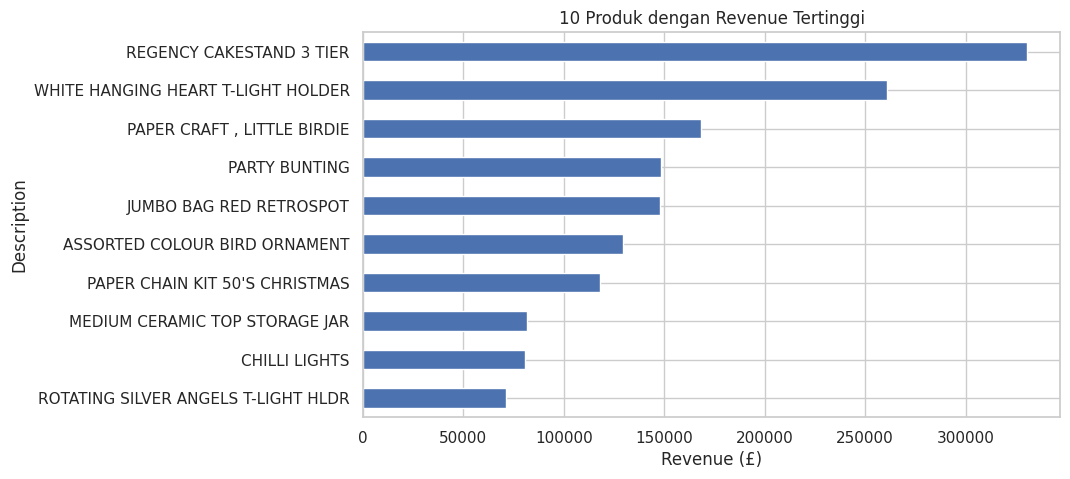 10 Produk dengan Revenue Tertinggi
Description
REGENCY CAKESTAND 3 TIER
WHITE HANGING HEART T-LIGHT HOLDER
PAPER CRAFT , LITTLE BIRDIE
PARTY BUNTING
JUMBO BAG RED RETROSPOT
ASSORTED COLOUR BIRD ORNAMENT
PAPER CHAIN KIT 50'S CHRISTMAS
MEDIUM CERAMIC TOP STORAGE JAR
CHILLI LIGHTS
ROTATING SILVER ANGELS T-LIGHT HLDR
0 50000 100000 150000 200000 250000 300000
Revenue (£)